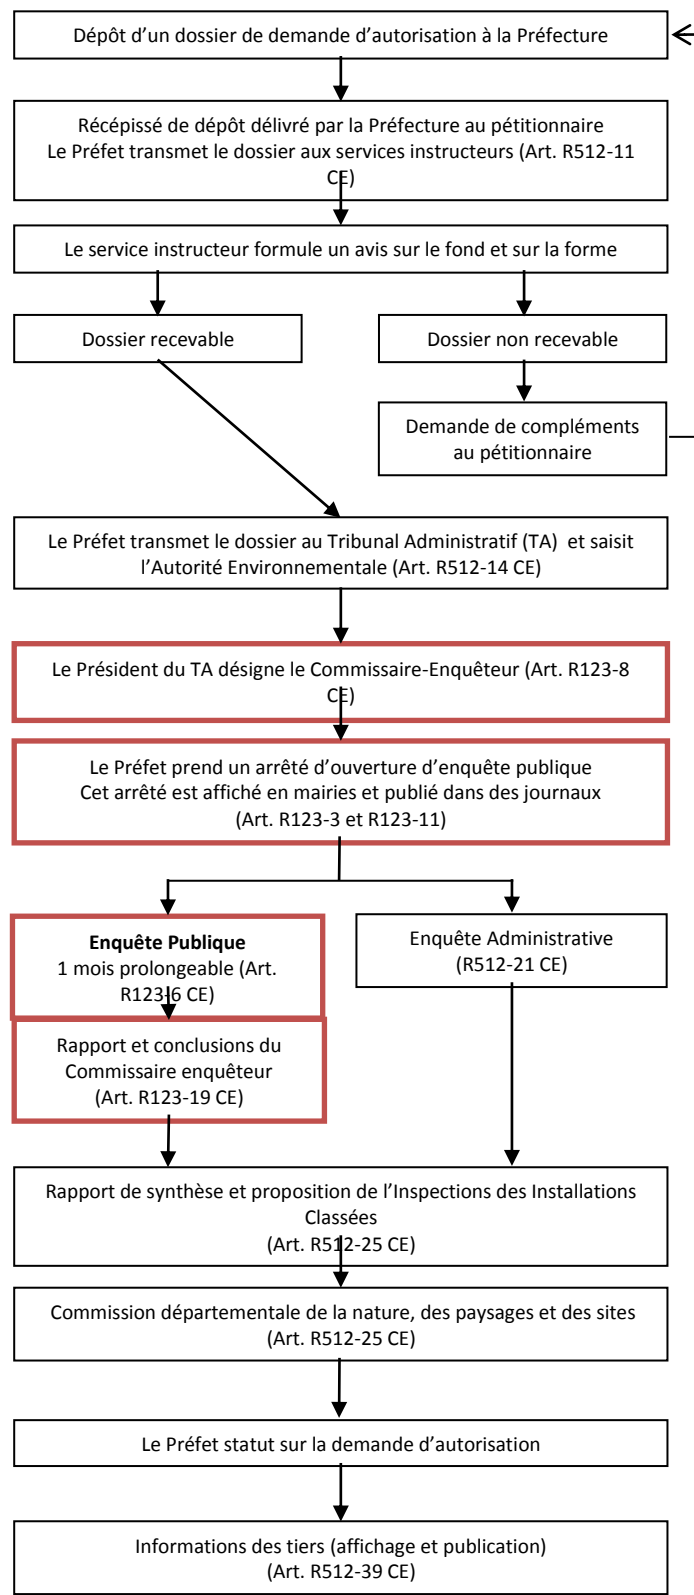 Dépôt d’un dossier de demande d’autorisation à la Préfecture
Récépissé de dépôt délivré par la Préfecture au pétitionnaire
Le Préfet transmet le dossier aux services instructeurs (Art. R512-11
CE)
Le service instructeur formule un avis sur le fond et sur la forme
Dossier recevable
Dossier non recevable
Demande de compléments
au pétitionnaire
Le Préfet transmet le dossier au Tribunal Administratif (TA) et saisit
l’Autorité Environnementale (Art. R512-14 CE)
Le Président du TA désigne le Commissaire-Enquêteur (Art. R123-8
CE)
Le Préfet prend un arrêté d’ouverture d’enquête publique
Cet arrêté est affiché en mairies et publié dans des journaux
(Art. R123-3 et R123-11)
Enquête Publique
1 mois prolongeable (Art.
R123-6 CE)
Enquête Administrative
(R512-21 CE)
Rapport et conclusions du
Commissaire enquêteur
(Art. R123-19 CE)
Rapport de synthèse et proposition de l’Inspections des Installations
Classées
(Art. R512-25 CE)
Commission départementale de la nature, des paysages et des sites
(Art. R512-25 CE)
Le Préfet statut sur la demande d’autorisation
Informations des tiers (affichage et publication)
(Art. R512-39 CE)